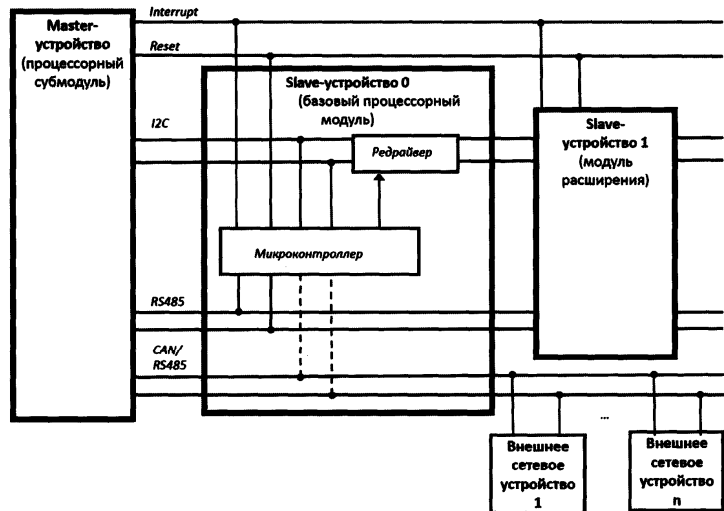 Master-
устройство
(процессорный
субмодуль)
Interrupt
Reset
Slave-устройство 0
(базовый процессорный
модуль)
I2C
Редрайвер
Slave-
устройство 1
(модуль
расширения)
Микроконтроллер
RS485
CAN/
RS485
...
Внешнее
сетевое
устройство
1
Внешнее
сетевое
устройство
n